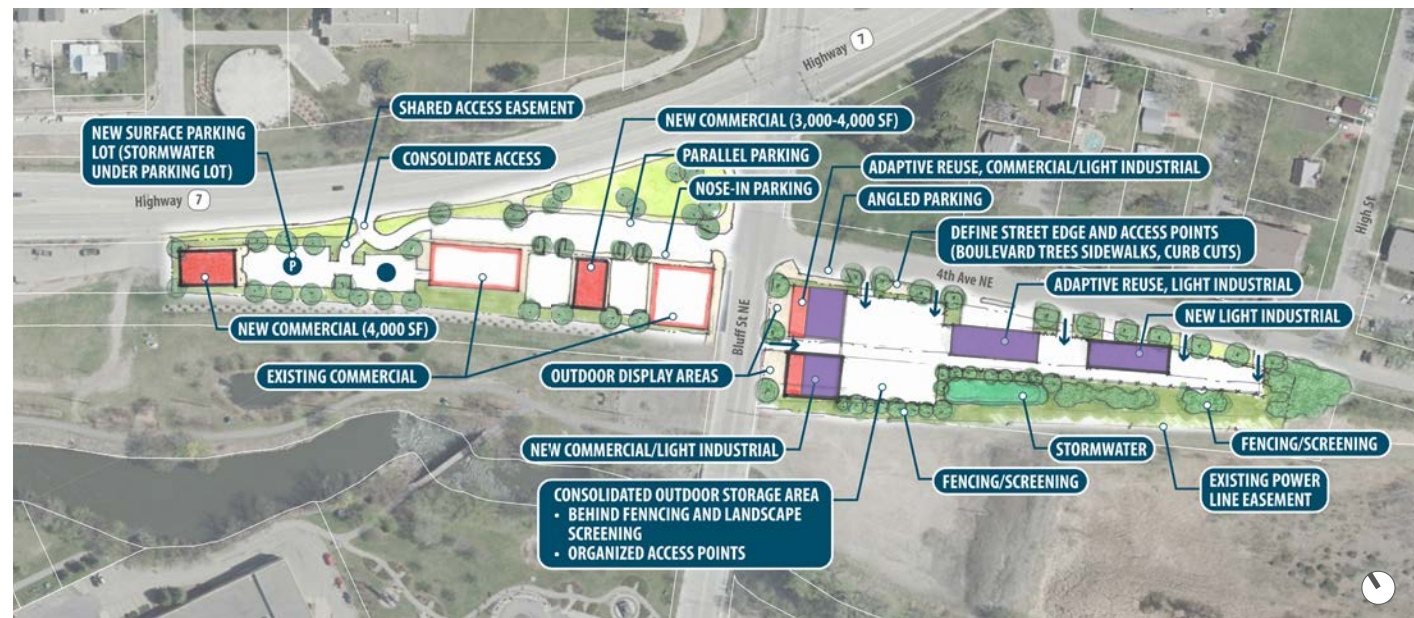 Highway 7
SHARED ACCESS EASEMENT
NEW SURFACE PARKING
LOT (STORMWATER
UNDER PARKING LOT)
CONSOLIDATE ACCESS
NEW COMMERCIAL (3,000-4,000 SF)
PARALLEL PARKING
NOSE-IN PARKING
ADAPTIVE REUSE, COMMERCIAL/LIGHT INDUSTRIAL
ANGLED PARKING
High St
Highway 7
DEFINE STREET EDGE AND ACCESS POINTS
(BOULEVARD TREES SIDEWALKS, CURB CUTS)
4th Ave NE
ADAPTIVE REUSE, LIGHT INDUSTRIAL
P
NEW LIGHT INDUSTRIAL
NEW COMMERCIAL (4,000 SF)
Bluff St NE
EXISTING COMMERCIAL
OUTDOOR DISPLAY AREAS
NEW COMMERCIAL/LIGHT INDUSTRIAL
STORMWATER
FENCING/SCREENING
FENCING/SCREENING
EXISTING POWER
LINE EASEMENT
CONSOLIDATED OUTDOOR STORAGE AREA
• BEHIND FENNCING AND LANDSCAPE
SCREENING
• ORGANIZED ACCESS POINTS